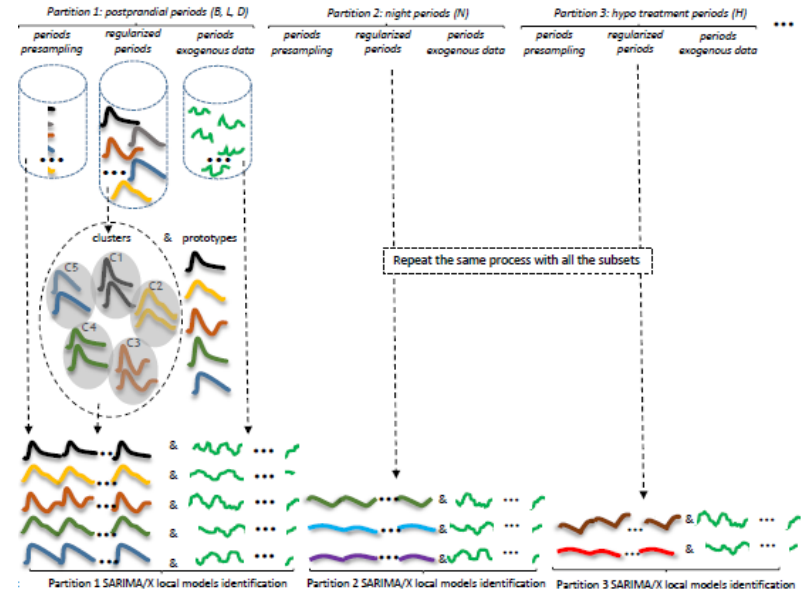 Partition 1: postprandial periods (B, L, D)
Partition 2: night periods (N)
Partition 3: hypo treatment periods (H)
...
periods presampling
regularized periods
periods exogenous data
periods presampling
regularized periods
periods exogenous data
periods presampling
regularized periods
periods exogenous data
...
...
...
clusters & prototypes
C5
C1
C2
C4
C3
Repeat the same process with all the subsets
... & ...
... & ...
... & ...
... & ...
... & ...
... & ...
... & ...
... & ...
... & ...
... & ...
: Partition 1 SARIMA/X local models identification
Partition 2 SARIMA/X local models identification
Partition 3 SARIMA/X local models identification